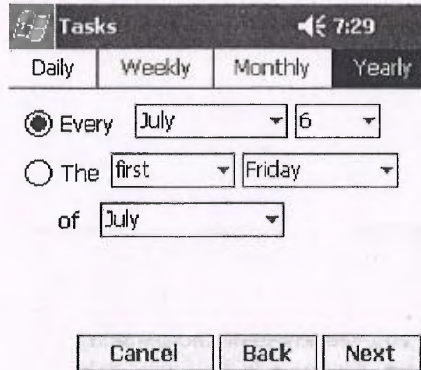 Tasks 7:29
Daily Weekly Monthly Yearly
Every July 6
The first Friday
of July
Cancel Back Next